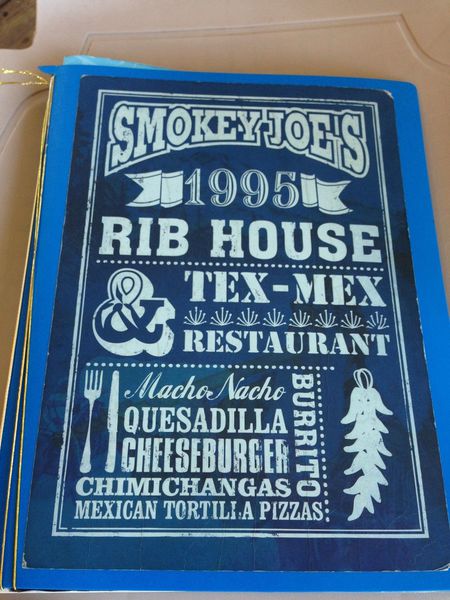 SMOKEY JOE'S
1995
RIB HOUSE
& TEX-MEX
RESTAURANT
Macho Nacho
QUESADILLA
CHEESEBURGER
BURRITO
CHIMICHANGAS
MEXICAN TORTILLA PIZZAS